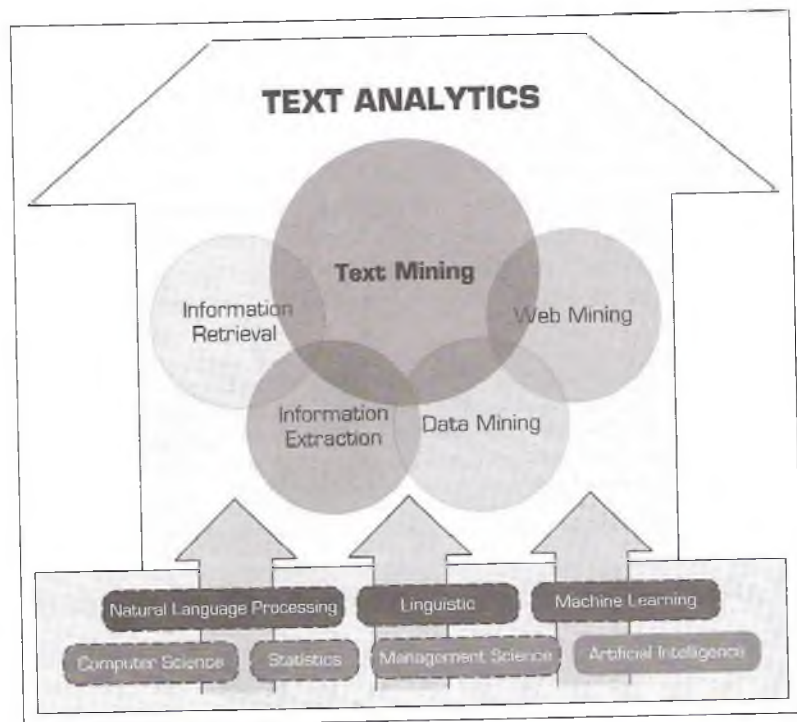 TEXT ANALYTICS
Text Mining
Information
Retrieval
Web Mining
Information
Extraction
Data Mining
Natural Language Processing
Linguistic
Machine Learning
Computer Science
Statistics
Management Science
Artificial Intelligence